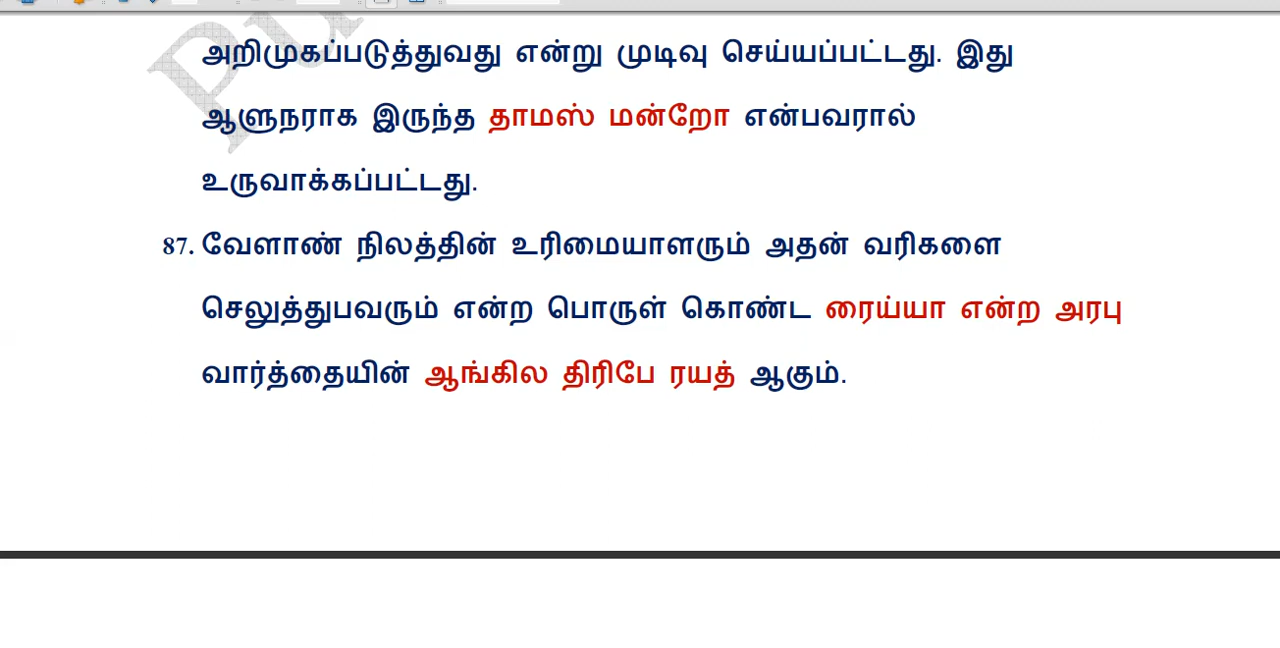 அறிமுகப்படுத்துவது என்று முடிவு செய்யப்பட்டது. இது
ஆளுநராக இருந்த தாமஸ் மன்றோ என்பவரால்
உருவாக்கப்பட்டது.
87. வேளாண் நிலத்தின் உரிமையாளரும் அதன் வரிகளை
செலுத்துபவரும் என்ற பொருள் கொண்ட ரைய்யா என்ற அரபு
வார்த்தையின் ஆங்கில திரிபே ரயத் ஆகும்.